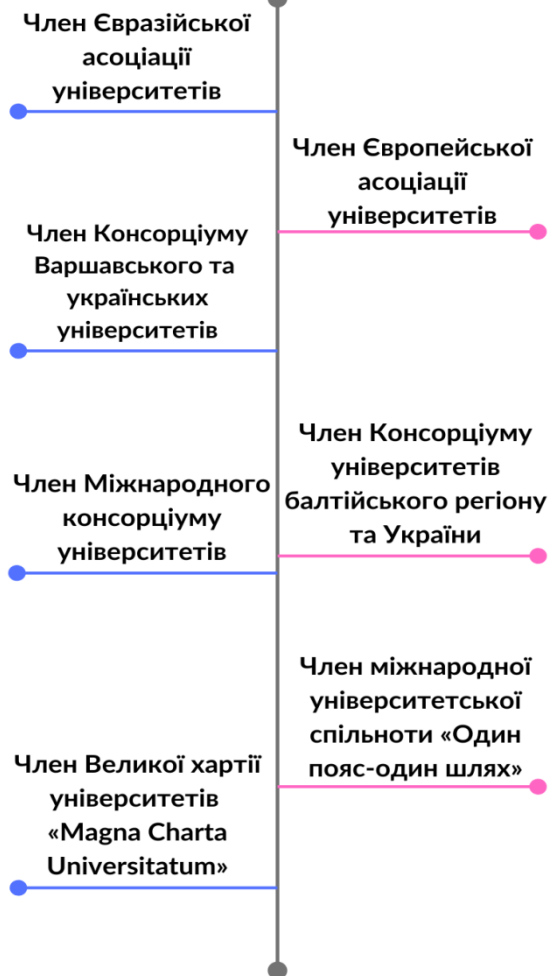 Член Євразійської
асоціації
університетів
Член Європейської
асоціації
університетів
Член Консорціуму
Варшавського та
українських
університетів
Член Консорціуму
університетів
балтійського регіону
та України
Член Міжнародного
консорціуму
університетів
Член міжнародної
університетської
спільноти «Один
пояс-один шлях»
Член Великої хартії
університетів
«Magna Charta
Universitatum»